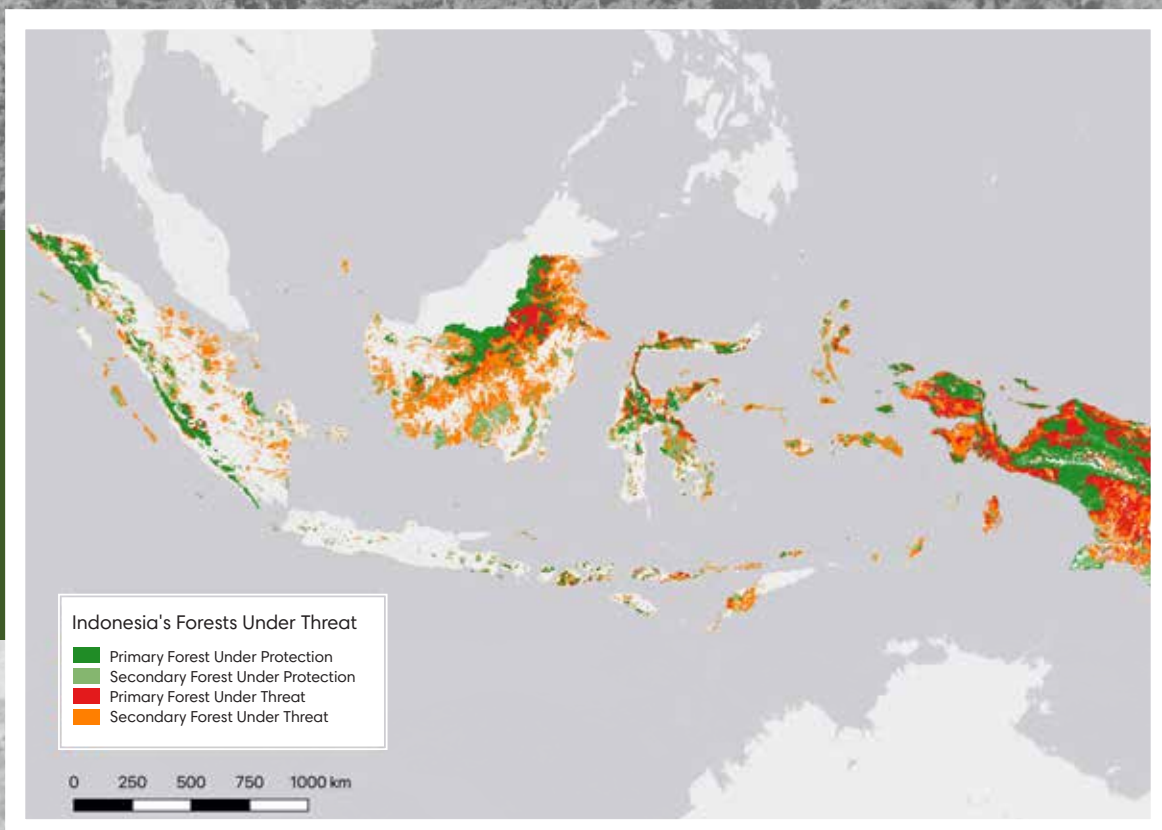 Indonesia's Forests Under Threat
Primary Forest Under Protection
Secondary Forest Under Protection
Primary Forest Under Threat
Secondary Forest Under Threat
0 250 500 750 1000 km